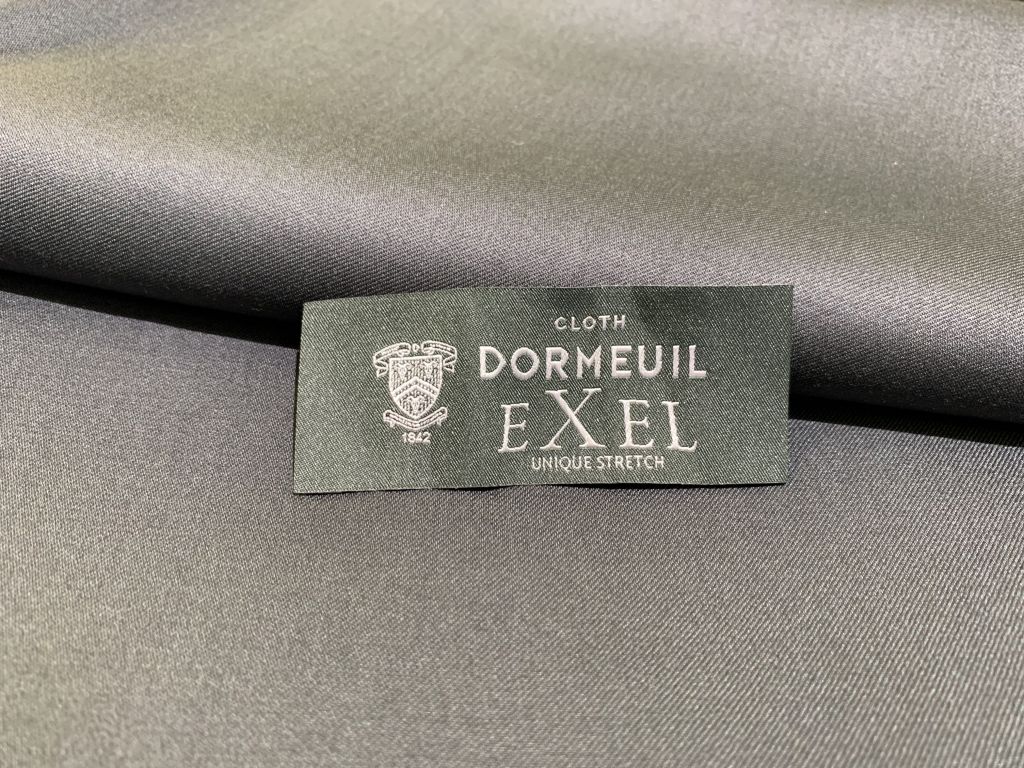 CLOTH
DORMEUIL
EXEL
UNIQUE STRETCH
D
1842